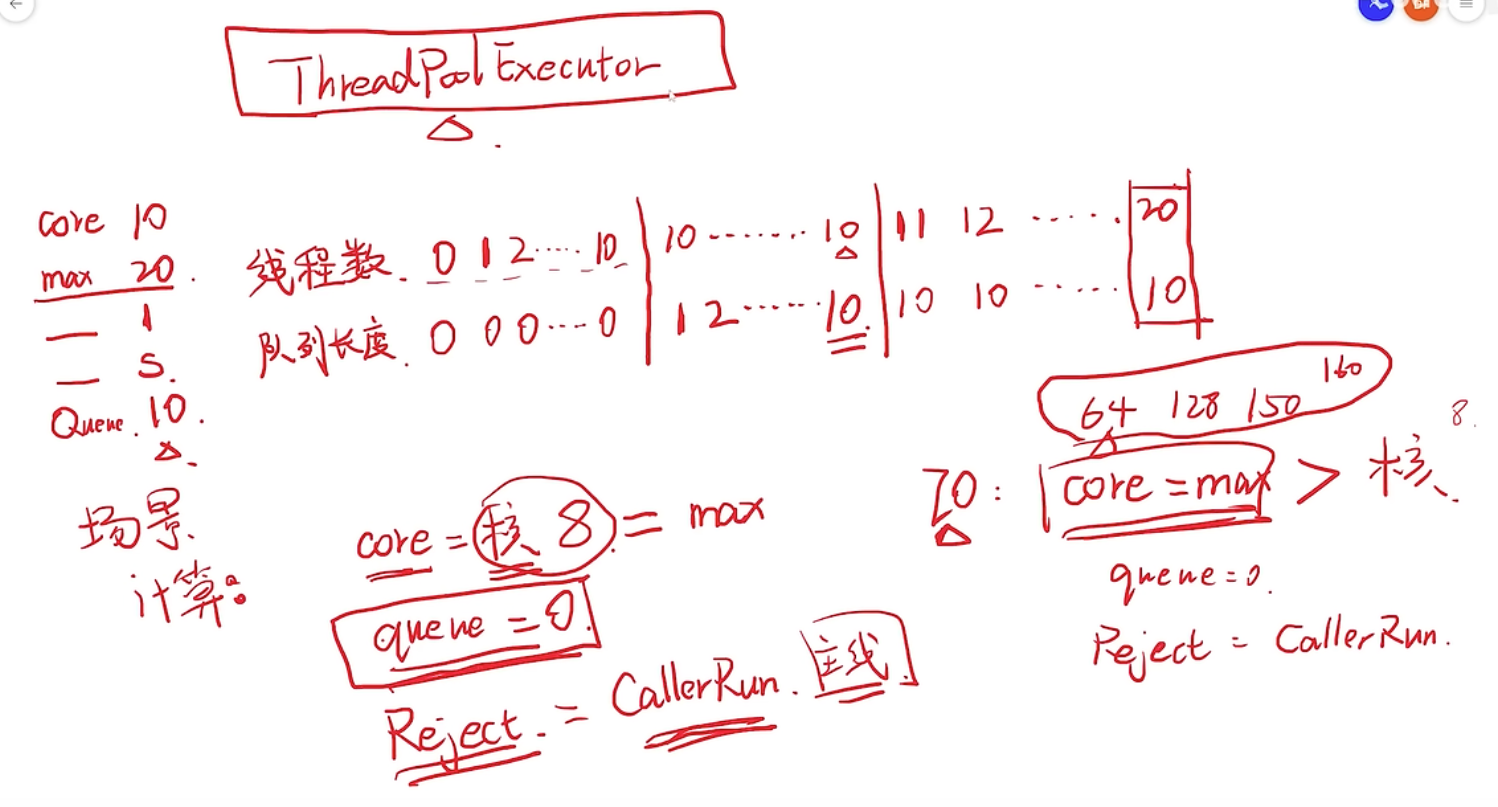 ThreadPoolExecutor
core 10
max 20.
— 1
— 5.
Queue. 10.
线程数. 0 1 2 ····· 10 | 10 ········ 10 | 11 12 ······ 20
队列长度. 0 0 0 ···· 0 | 1 2 ······ 10. | 10 10 ······ 10
场景.
计算:
core = 核 8 = max
queue = 0.
Reject. = CallerRun. 主线.
64 128 150 160
IO: core = max > 核. 8.
queue = 0.
Reject = CallerRun.